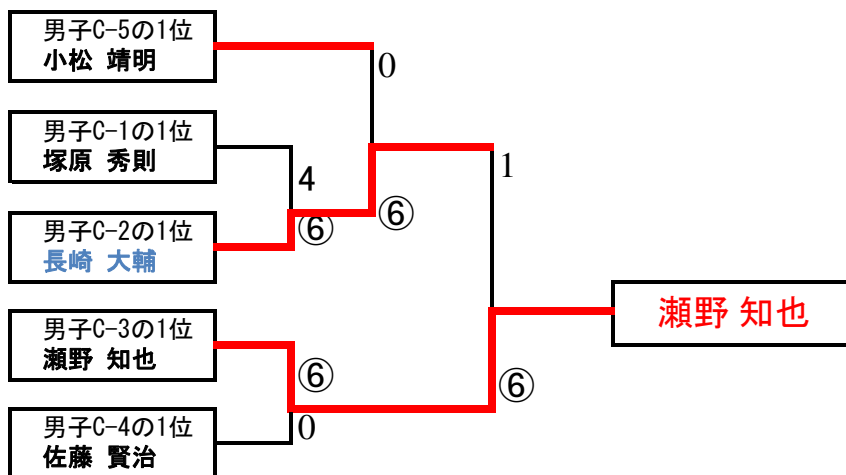 男子C-5の1位
小松 靖明
0
男子C-1の1位
塚原 秀則
4
1
⑥
⑥
男子C-2の1位
長崎 大輔
瀬野 知也
男子C-3の1位
瀬野 知也
⑥
⑥
0
男子C-4の1位
佐藤 賢治